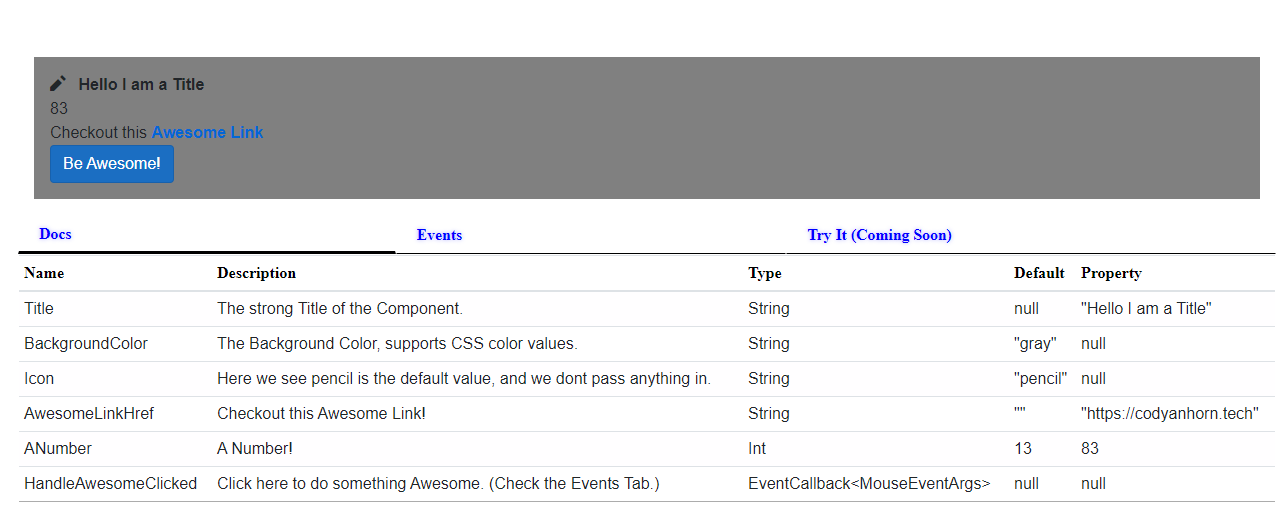 Hello I am a Title
83
Checkout this Awesome Link
Be Awesome!
Docs Events Try It (Coming Soon)
Name Description Type Default Property
Title The strong Title of the Component. String null "Hello I am a Title"
BackgroundColor The Background Color, supports CSS color values. String "gray" null
Icon Here we see pencil is the default value, and we dont pass anything in. String "pencil" null
AwesomeLinkHref Checkout this Awesome Link! String "" "https://codyanhorn.tech"
ANumber A Number! Int 13 83
HandleAwesomeClicked Click here to do something Awesome. (Check the Events Tab.) EventCallback<MouseEventArgs> null null